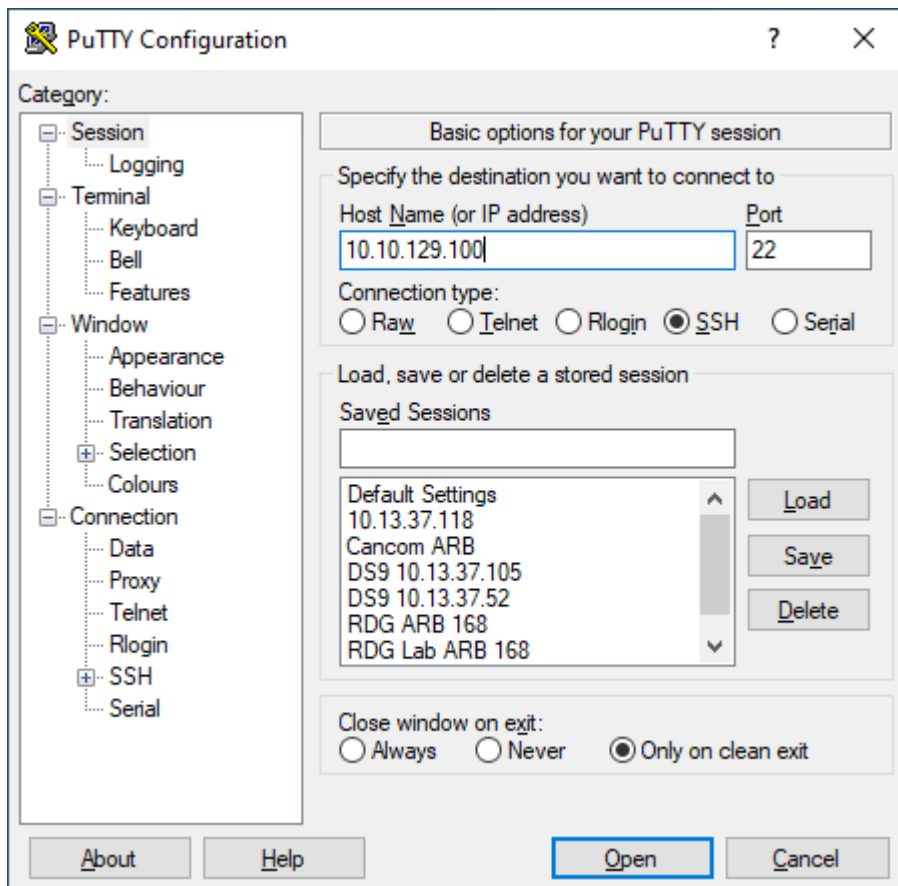 PuTTY Configuration
?
Category:
Session
Logging
Terminal
Keyboard
Bell
Features
Window
Appearance
Behaviour
Translation
Selection
Colours
Connection
Data
Proxy
Telnet
Rlogin
SSH
Serial
Basic options for your PuTTY session
Specify the destination you want to connect to
Host Name (or IP address) Port
10.10.129.100 22
Connection type:
Raw Telnet Rlogin SSH Serial
Load, save or delete a stored session
Saved Sessions
Default Settings
10.13.37.118
Cancom ARB
DS9 10.13.37.105
DS9 10.13.37.52
RDG ARB 168
RDG Lab ARB 168
Load
Save
Delete
Close window on exit:
Always Never Only on clean exit
About Help Open Cancel